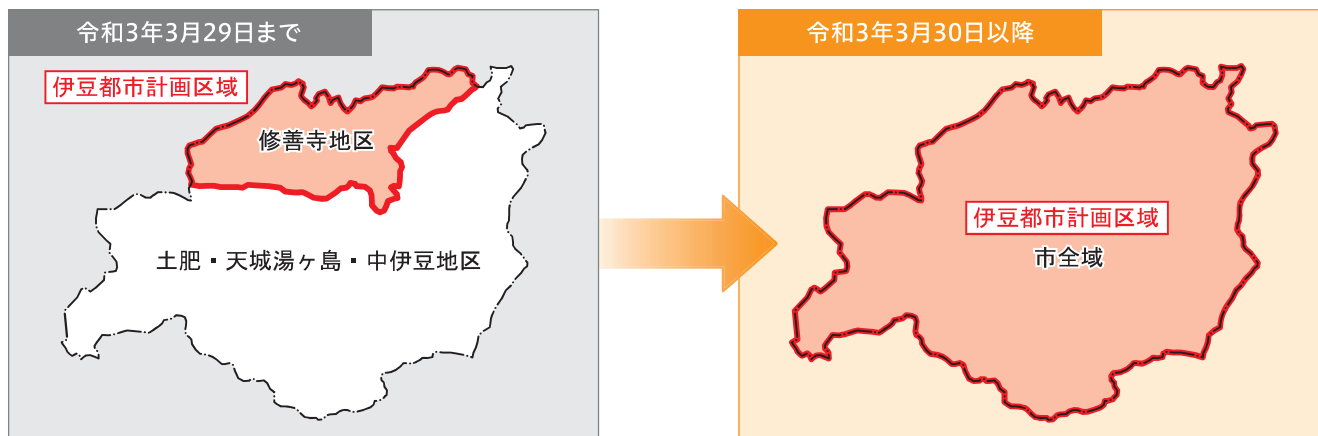 令和3年3月29日まで
伊豆都市計画区域
修善寺地区
土肥・天城湯ヶ島・中伊豆地区
令和3年3月30日以降
伊豆都市計画区域
市全域